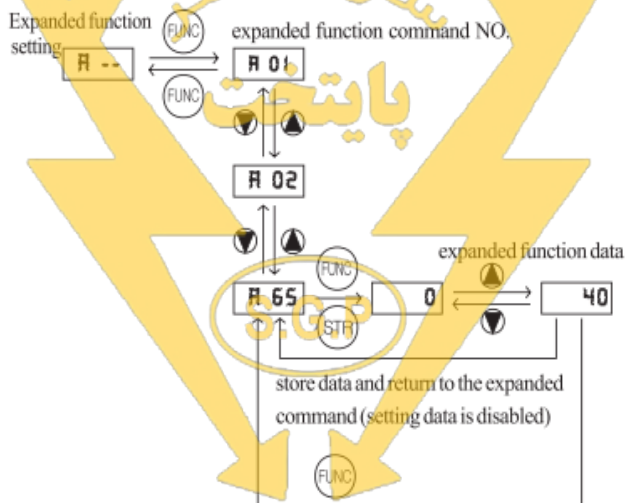 Expanded function
setting
FUNC
expanded function command NO.
A --
A 01
FUNC
پایتخت
A 02
FUNC
expanded function data
A 65
0
40
S.G.P
STR
store data and return to the expanded
command (setting data is disabled)
FUNC